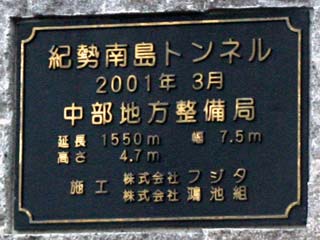 紀勢南島トンネル
2001年 3月
中部地方整備局
延長 1550m 幅 7.5m
高さ 4.7m
施工 株式会社 フジタ
株式会社 鴻池組